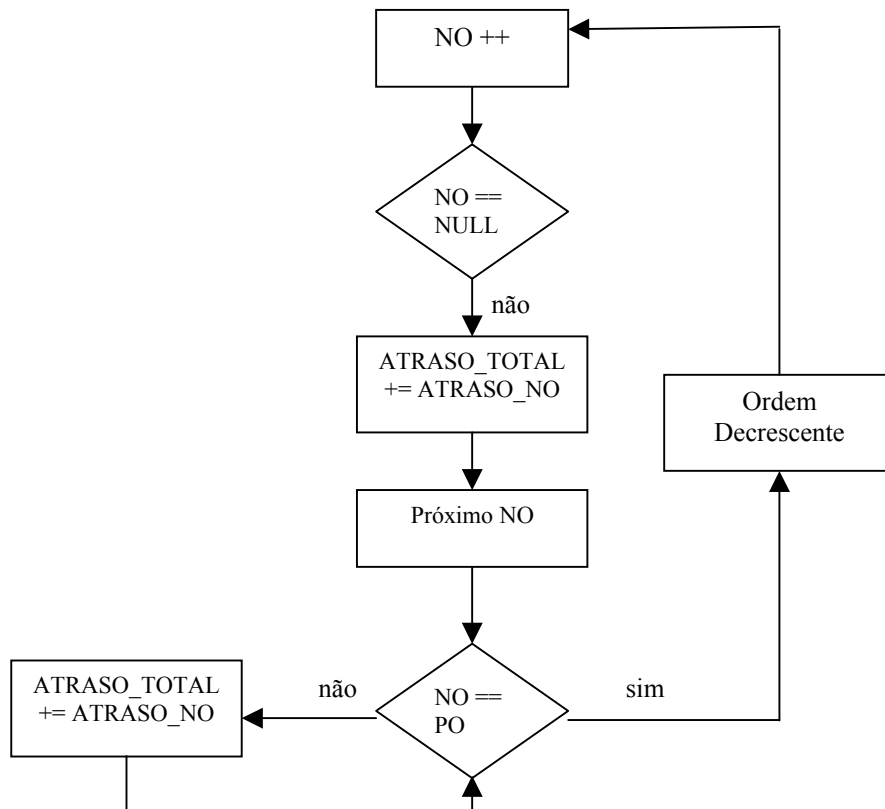 NO ++
NO ==
NULL
não
ATRASO_TOTAL
+= ATRASO_NO
Ordem
Decrescente
Próximo NO
ATRASO_TOTAL
+= ATRASO_NO
não
NO ==
PO
sim